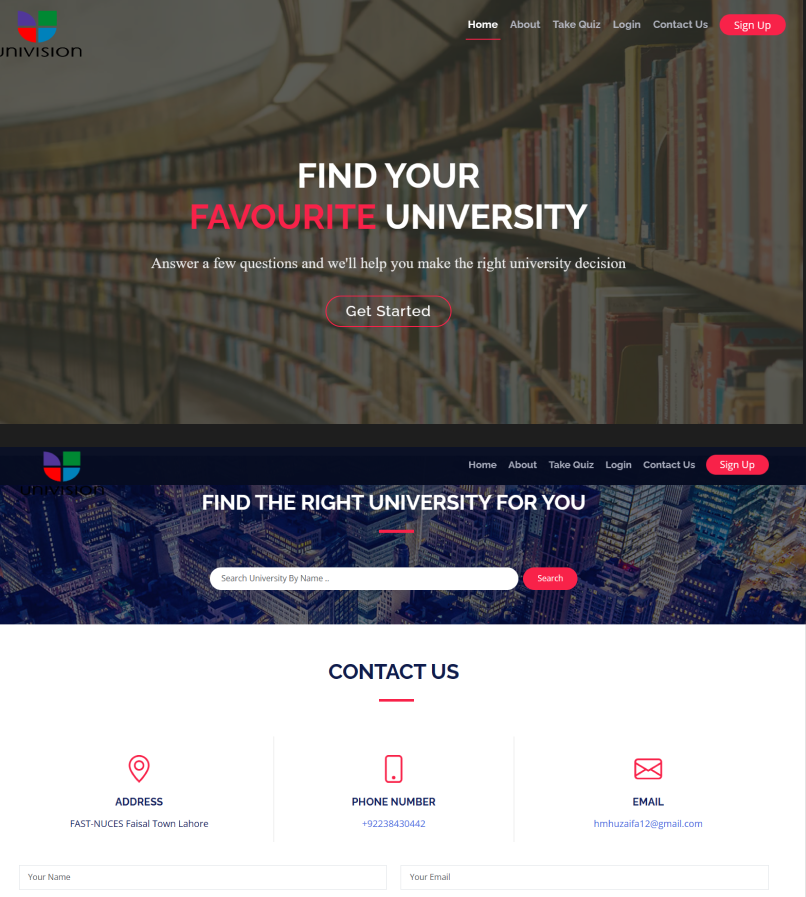 Home About Take Quiz Login Contact Us Sign Up
univision
FIND YOUR
FAVOURITE UNIVERSITY
Answer a few questions and we'll help you make the right university decision
Get Started
Home About Take Quiz Login Contact Us Sign Up
univision
FIND THE RIGHT UNIVERSITY FOR YOU
Search University By Name .. Search
CONTACT US
ADDRESS PHONE NUMBER EMAIL
FAST-NUCES Faisal Town Lahore +92238430442 hmhuzaifa12@gmail.com
Your Name Your Email